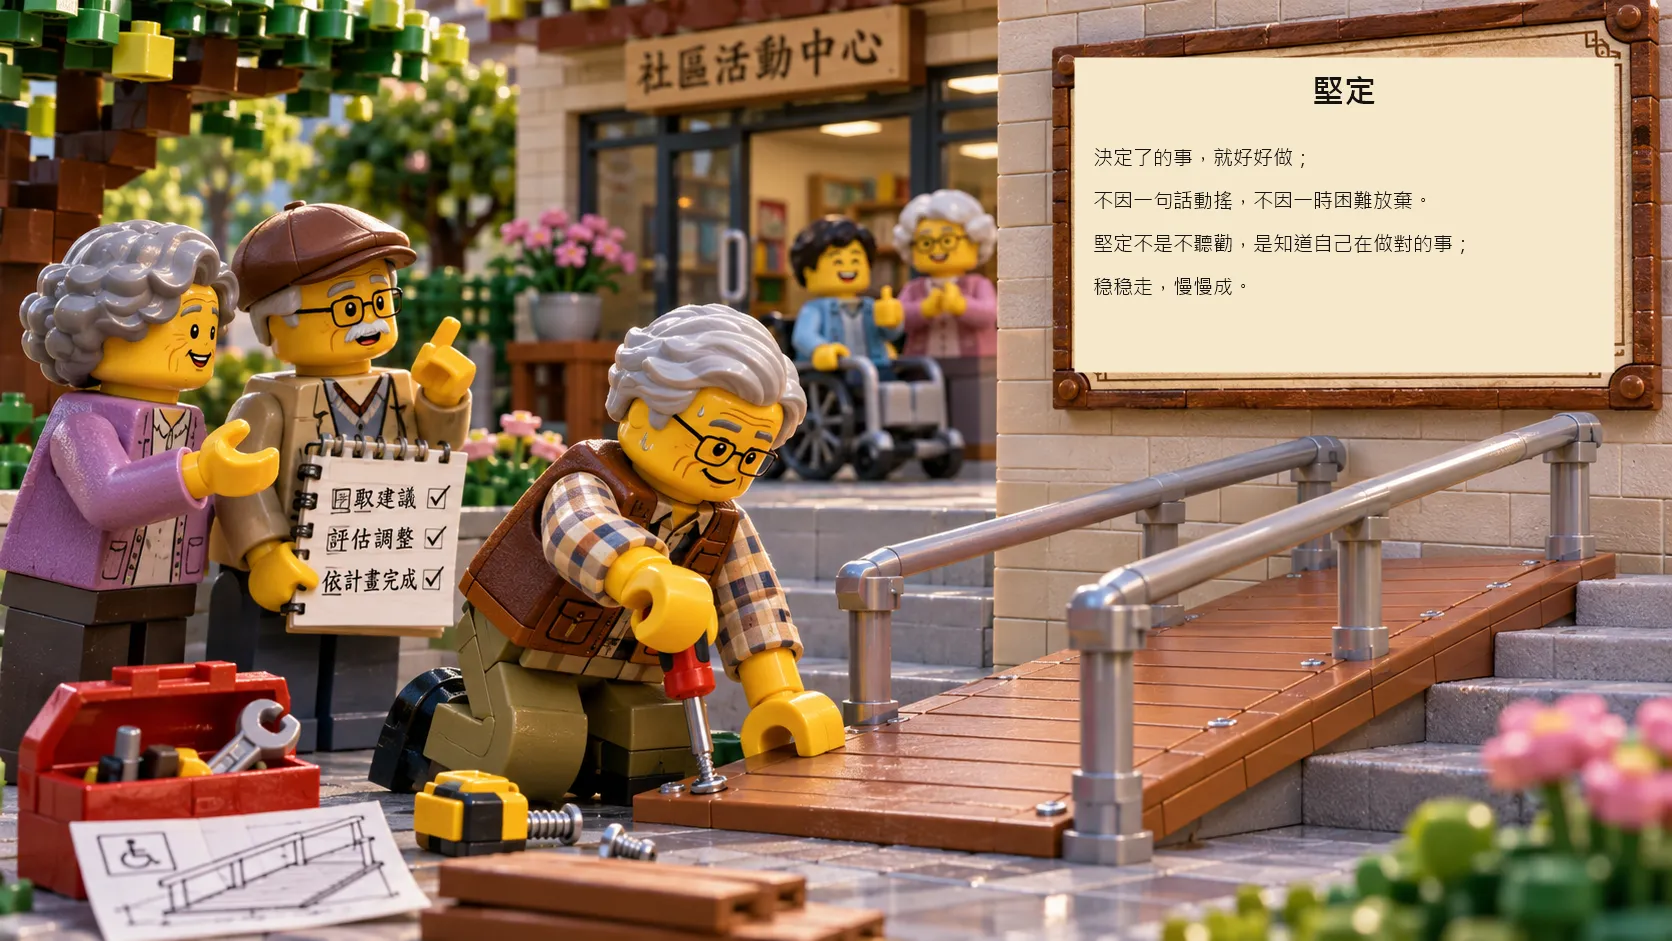 社區活動中心
堅定
決定了的事，就好好做；
不因一句話動搖，不因一時困難放棄。
堅定不是不聽勸，是知道自己在做對的事；
稳稳走，慢慢成。
取建議
評估調整
依計畫完成